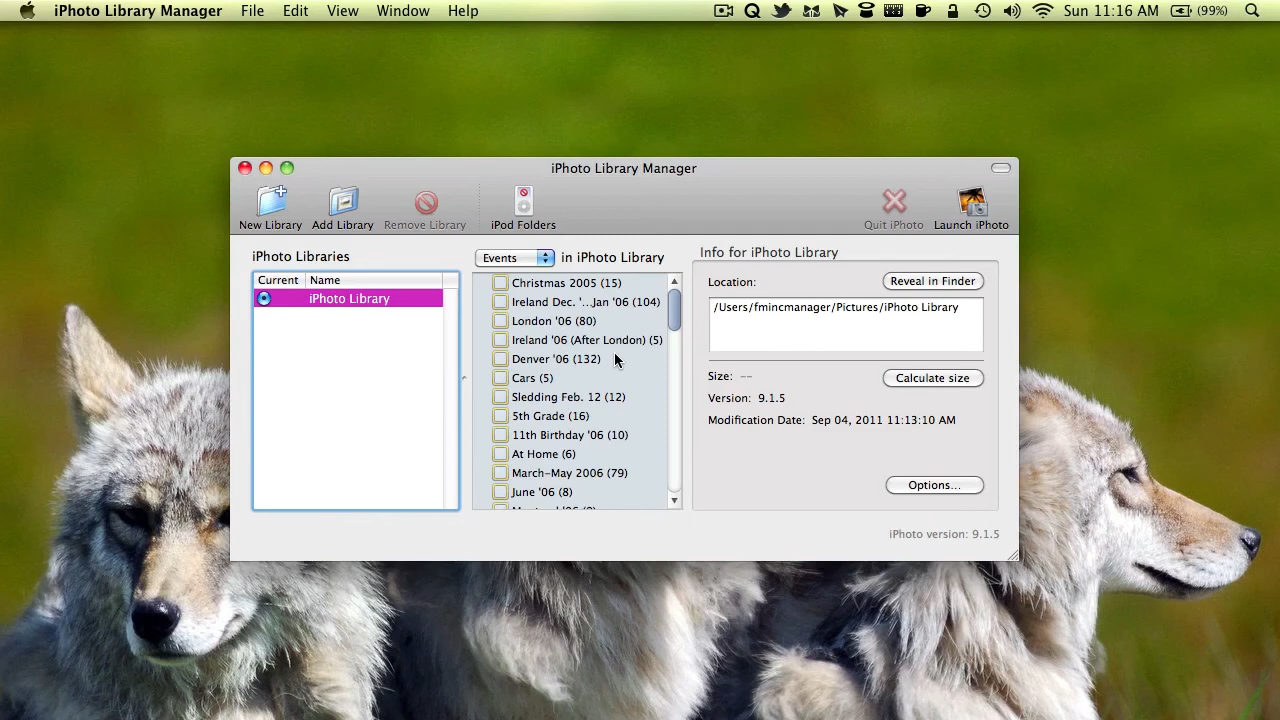 iPhoto Library Manager File Edit View Window Help Sun 11:16 AM (99%)
iPhoto Library Manager
New Library Add Library Remove Library iPod Folders Quit iPhoto Launch iPhoto
iPhoto Libraries
Current Name
iPhoto Library
Events in iPhoto Library
Christmas 2005 (15)
Ireland Dec. '...Jan '06 (104)
London '06 (80)
Ireland '06 (After London) (5)
Denver '06 (132)
Cars (5)
Sledding Feb. 12 (12)
5th Grade (16)
11th Birthday '06 (10)
At Home (6)
March-May 2006 (79)
June '06 (8)
Info for iPhoto Library
Location: Reveal in Finder
/Users/fmincmanager/Pictures/iPhoto Library
Size: -- Calculate size
Version: 9.1.5
Modification Date: Sep 04, 2011 11:13:10 AM
Options...
iPhoto version: 9.1.5